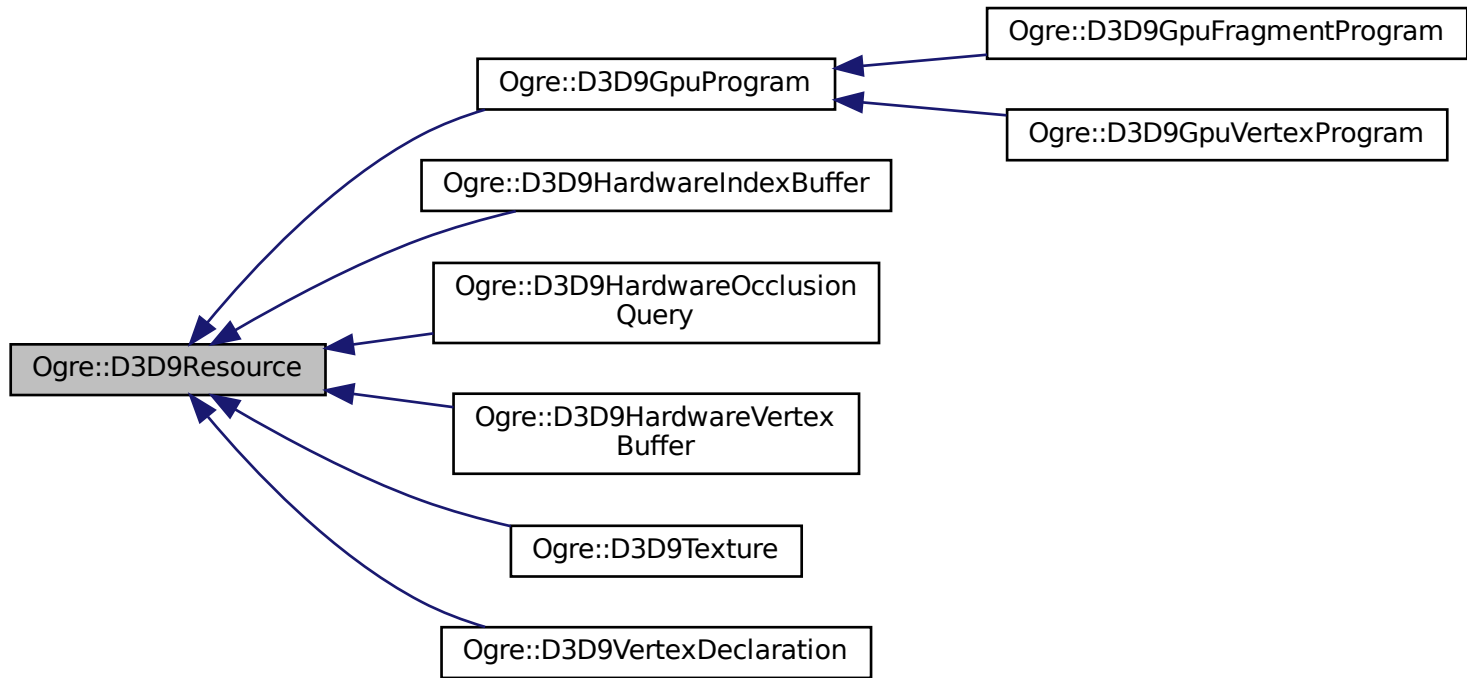 Ogre::D3D9GpuFragmentProgram
Ogre::D3D9GpuProgram
Ogre::D3D9GpuVertexProgram
Ogre::D3D9HardwareIndexBuffer
Ogre::D3D9HardwareOcclusion
Query
Ogre::D3D9Resource
Ogre::D3D9HardwareVertex
Buffer
Ogre::D3D9Texture
Ogre::D3D9VertexDeclaration